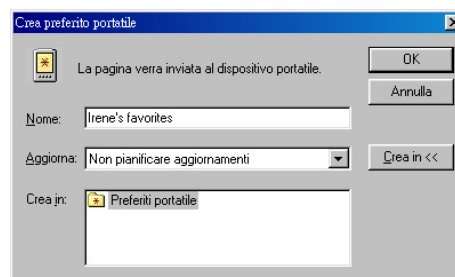 Crea preferito portatile
La pagina verra inviata al dispositivo portatile.
OK
Annulla
Nome: Irene's favorites
Aggiorna: Non pianificare aggiornamenti
Crea in <<
Crea in: Preferiti portatile